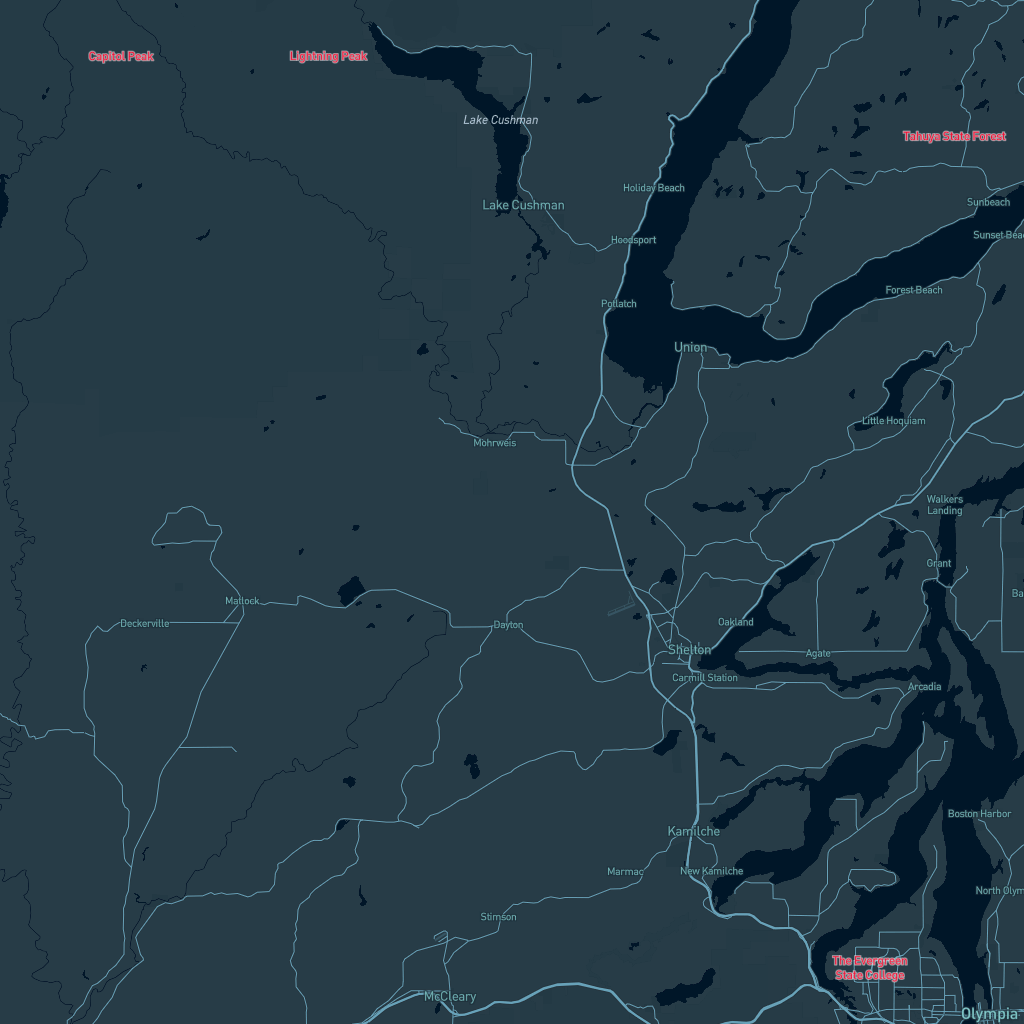 Capitol Peak
Lightning Peak
Lake Cushman
Tahuya State Forest
Holiday Beach
Lake Cushman
Sunbeach
Hoodsport
Sunset Bea
Forest Beach
Potlatch
Union
Little Hoquiam
Mohrweis
Walkers
Landing
Grant
Ba
Matlock
Deckerville
Dayton
Oakland
Shelton
Agate
Carmill Station
Arcadia
Boston Harbor
Kamilche
Marmac
New Kamilche
North Olym
Stimson
The Evergreen
State College
McCleary
Olympia